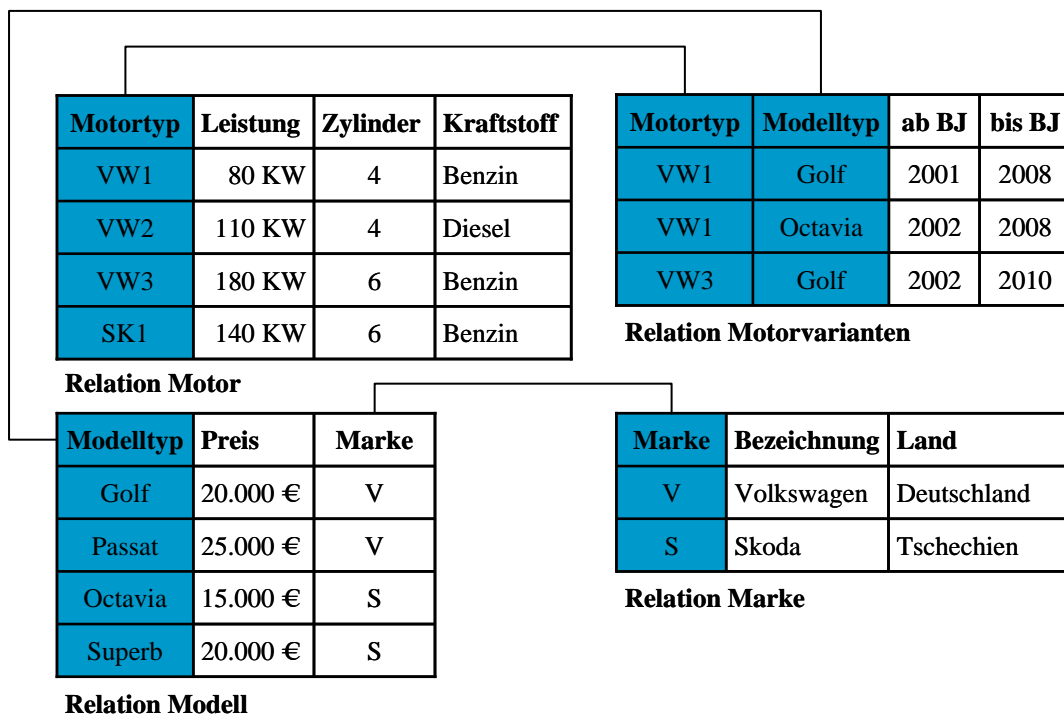 Motortyp Leistung Zylinder Kraftstoff
VW1 80 KW 4 Benzin
VW2 110 KW 4 Diesel
VW3 180 KW 6 Benzin
SK1 140 KW 6 Benzin
Relation Motor
Motortyp Modelltyp ab BJ bis BJ
VW1 Golf 2001 2008
VW1 Octavia 2002 2008
VW3 Golf 2002 2010
Relation Motorvarianten
Modelltyp Preis Marke
Golf 20.000 € V
Passat 25.000 € V
Octavia 15.000 € S
Superb 20.000 € S
Relation Modell
Marke Bezeichnung Land
V Volkswagen Deutschland
S Skoda Tschechien
Relation Marke